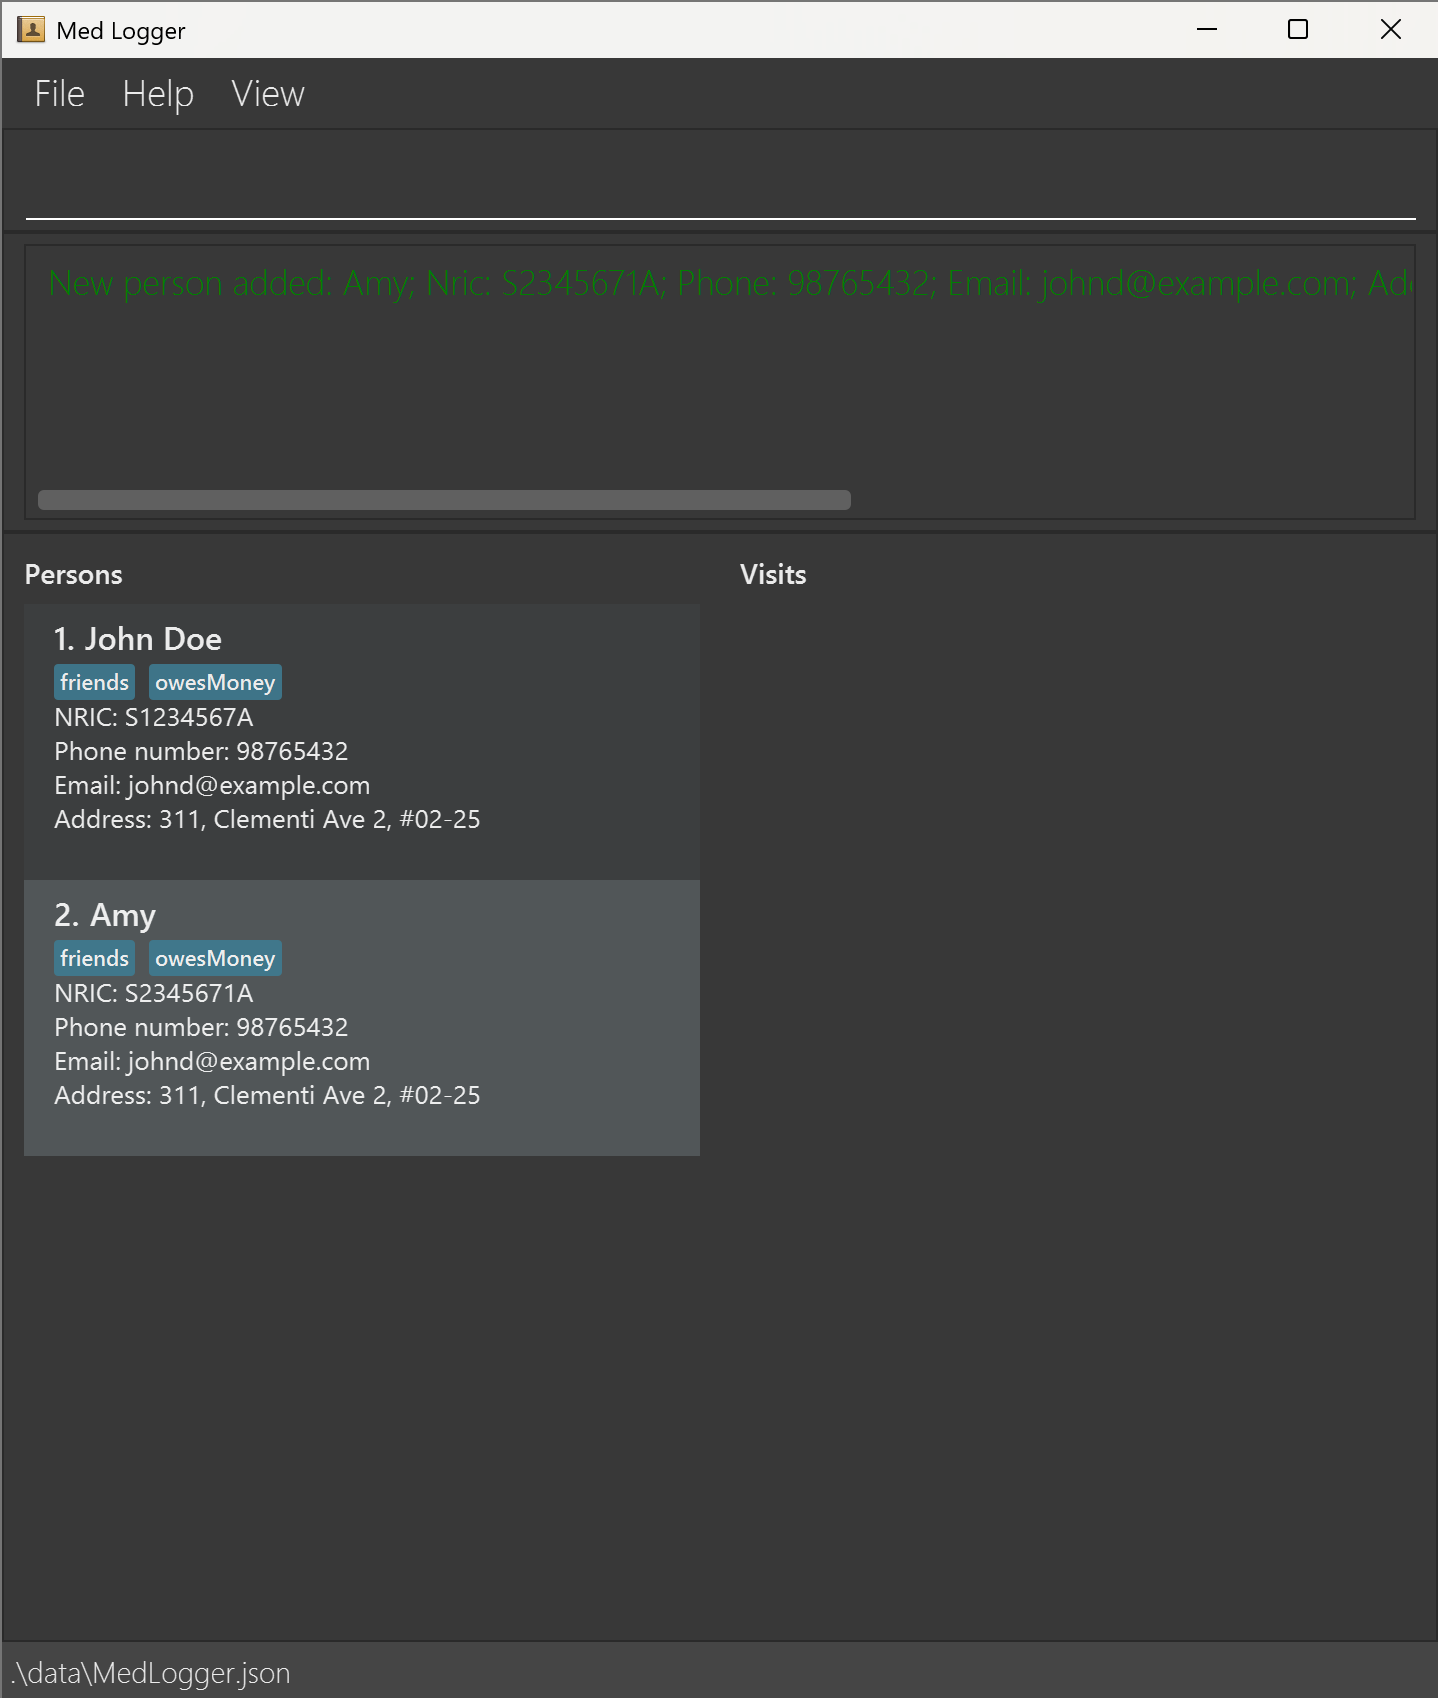 Med Logger
File Help View
New person added: Amy; Nric: S2345671A; Phone: 98765432; Email: johnd@example.com;
Persons
1. John Doe
friends owesMoney
NRIC: S1234567A
Phone number: 98765432
Email: johnd@example.com
Address: 311, Clementi Ave 2, #02-25
2. Amy
friends owesMoney
NRIC: S2345671A
Phone number: 98765432
Email: johnd@example.com
Address: 311, Clementi Ave 2, #02-25
Visits
.\data\MedLogger.json